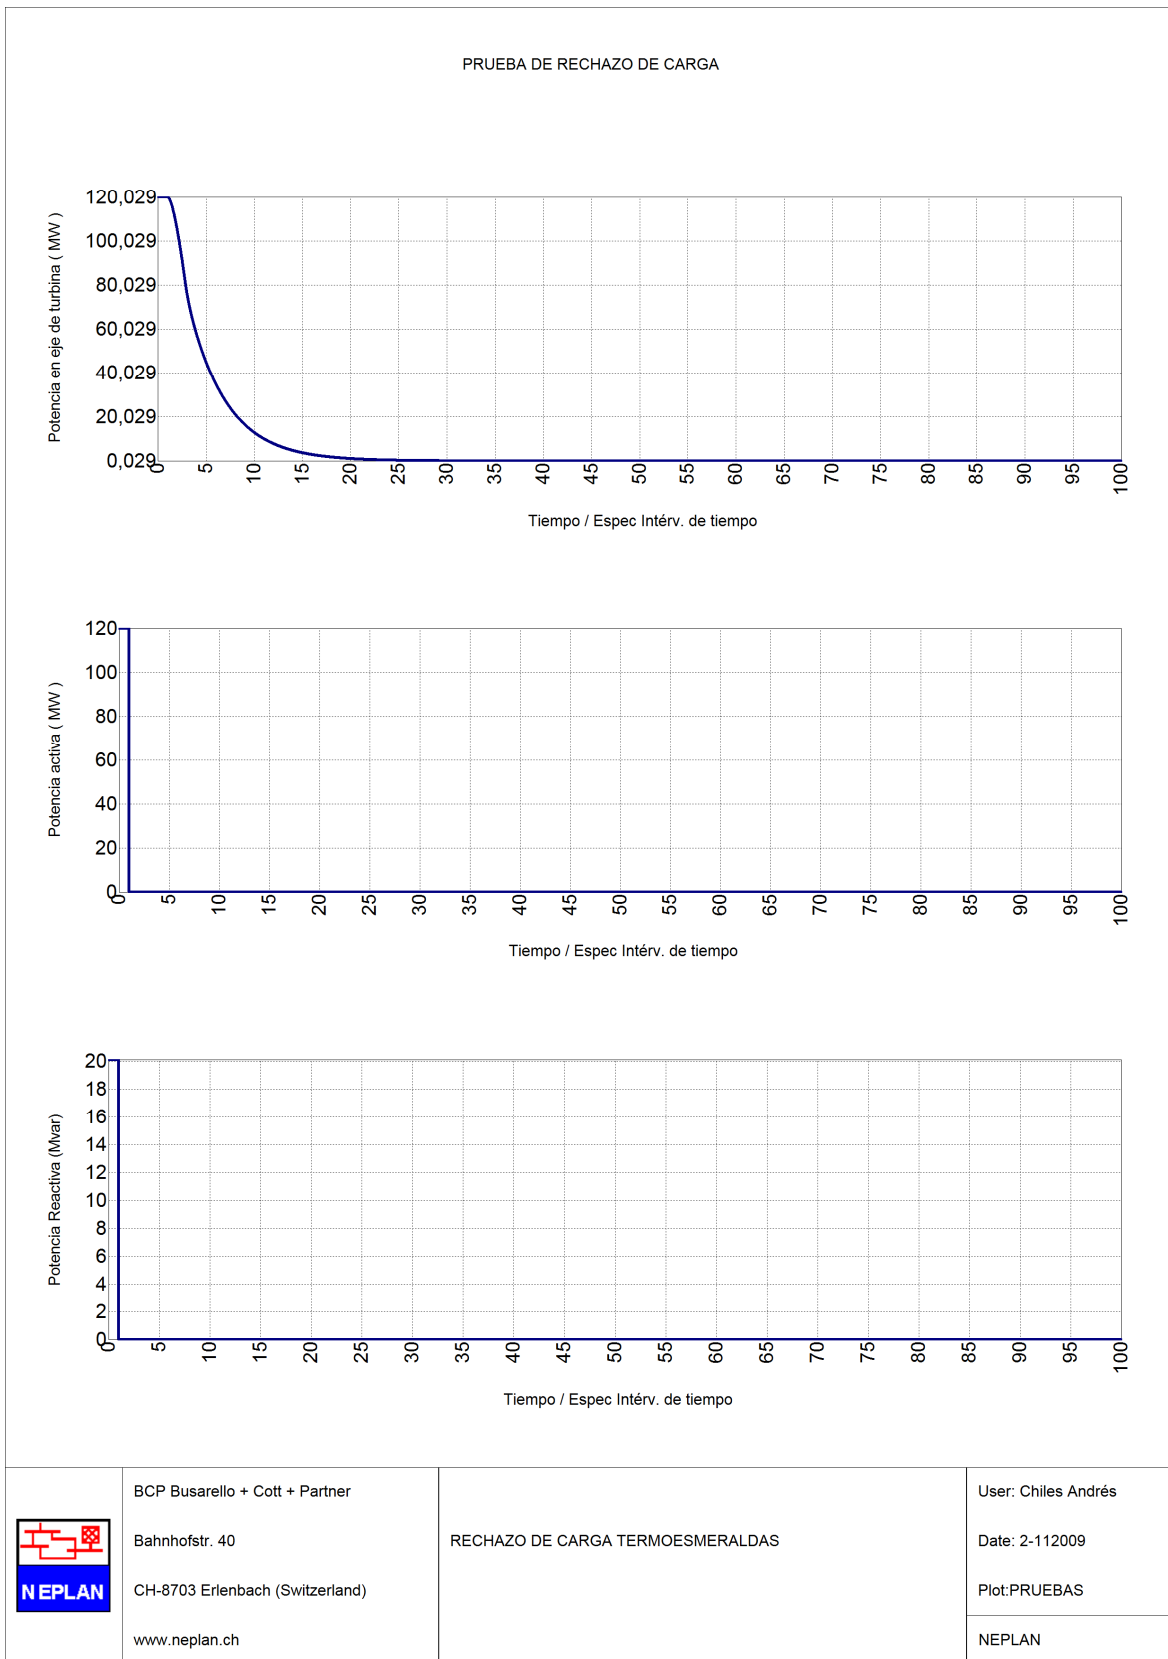 PRUEBA DE RECHAZO DE CARGA
Potencia en eje de turbina ( MW )
120,029
100,029
80,029
60,029
40,029
20,029
0,029
0 5 10 15 20 25 30 35 40 45 50 55 60 65 70 75 80 85 90 95 100
Tiempo / Espec Intérv. de tiempo
Potencia activa ( MW )
120
100
80
60
40
20
0
0 5 10 15 20 25 30 35 40 45 50 55 60 65 70 75 80 85 90 95 100
Tiempo / Espec Intérv. de tiempo
Potencia Reactiva (Mvar)
20
18
16
14
12
10
8
6
4
2
0
0 5 10 15 20 25 30 35 40 45 50 55 60 65 70 75 80 85 90 95 100
Tiempo / Espec Intérv. de tiempo
NEPLAN
BCP Busarello + Cott + Partner
Bahnhofstr. 40
CH-8703 Erlenbach (Switzerland)
www.neplan.ch
RECHAZO DE CARGA TERMOESMERALDAS
User: Chiles Andrés
Date: 2-112009
Plot:PRUEBAS
NEPLAN